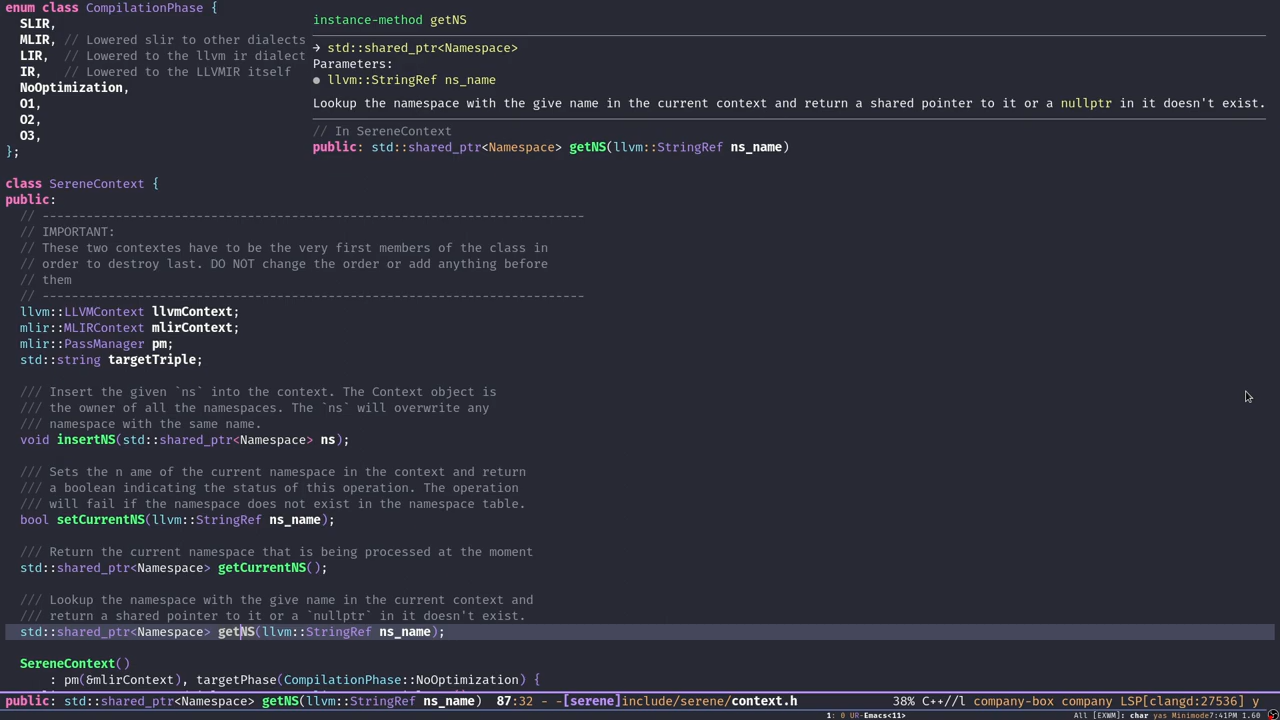 enum class CompilationPhase {
  SLIR,
  MLIR, // Lowered slir to other dialects
  LIR,  // Lowered to the llvm ir dialect
  IR,   // Lowered to the LLVMIR itself
  NoOptimization,
  O1,
  O2,
  O3,
};
instance-method getNS
→ std::shared_ptr<Namespace>
Parameters:
● llvm::StringRef ns_name
Lookup the namespace with the give name in the current context and return a shared pointer to it or a nullptr in it doesn't exist.
// In SereneContext
public: std::shared_ptr<Namespace> getNS(llvm::StringRef ns_name)
class SereneContext {
public:
  // --------------------------------------------------------------------------
  // IMPORTANT:
  // These two contextes have to be the very first members of the class in
  // order to destroy last. DO NOT change the order or add anything before
  // them
  // --------------------------------------------------------------------------
  llvm::LLVMContext llvmContext;
  mlir::MLIRContext mlirContext;
  mlir::PassManager pm;
  std::string targetTriple;
  /// Insert the given `ns` into the context. The Context object is
  /// the owner of all the namespaces. The `ns` will overwrite any
  /// namespace with the same name.
  void insertNS(std::shared_ptr<Namespace> ns);
  /// Sets the n ame of the current namespace in the context and return
  /// a boolean indicating the status of this operation. The operation
  /// will fail if the namespace does not exist in the namespace table.
  bool setCurrentNS(llvm::StringRef ns_name);
  /// Return the current namespace that is being processed at the moment
  std::shared_ptr<Namespace> getCurrentNS();
  /// Lookup the namespace with the give name in the current context and
  /// return a shared pointer to it or a `nullptr` in it doesn't exist.
  std::shared_ptr<Namespace> getNS(llvm::StringRef ns_name);
  SereneContext()
      : pm(&mlirContext), targetPhase(CompilationPhase::NoOptimization) {
public: std::shared_ptr<Namespace> getNS(llvm::StringRef ns_name)  87:32 - -[serene]include/serene/context.h 38% C++//l company-box company LSP[clangd:27536] y
1: 0 UR-Emacs<11> All [EXWM]: char yas Minimode7:41PM 1.60